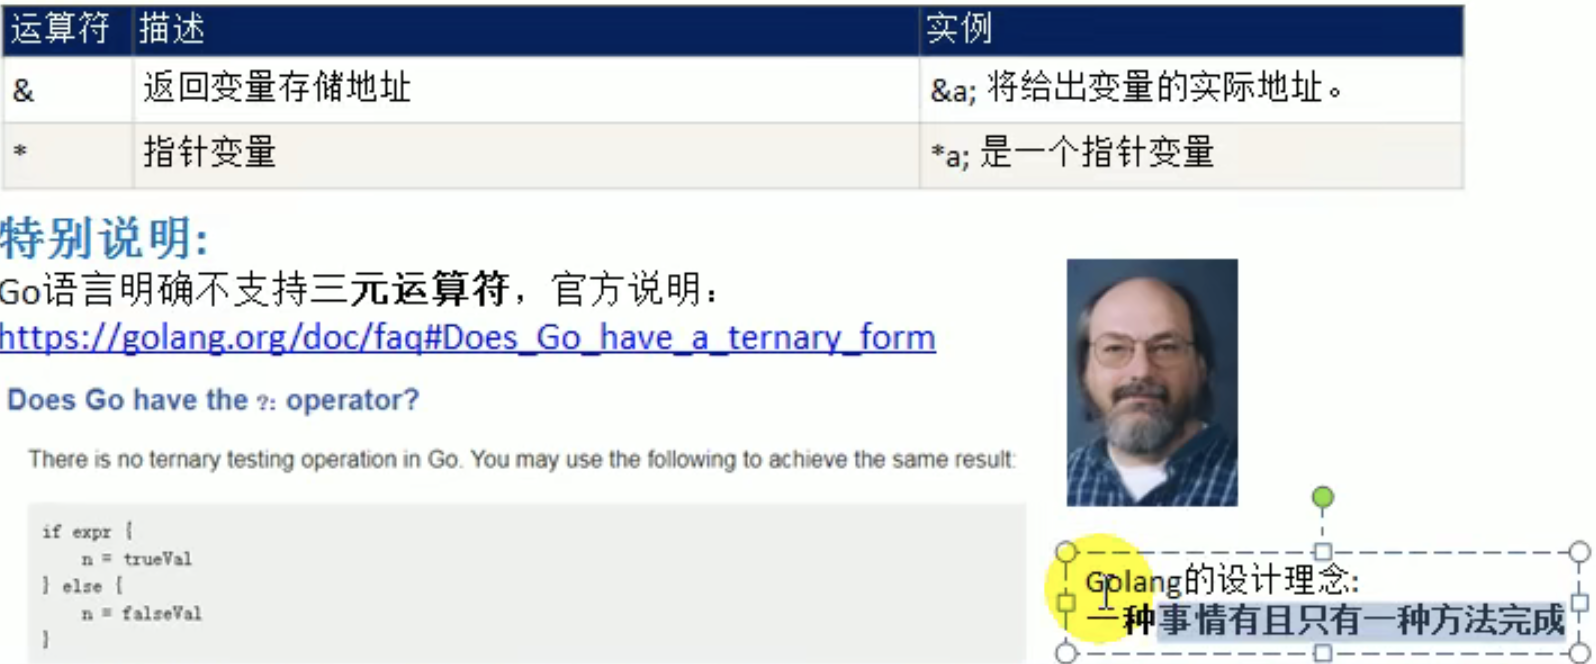 运算符 描述 实例
& 返回变量存储地址 &a; 将给出变量的实际地址。
* 指针变量 *a; 是一个指针变量
特别说明:
Go语言明确不支持三元运算符，官方说明：
https://golang.org/doc/faq#Does_Go_have_a_ternary_form
Does Go have the ?: operator?
There is no ternary testing operation in Go. You may use the following to achieve the same result:
if expr {
    n = trueVal
} else {
    n = falseVal
}
Golang的设计理念:
一种事情有且只有一种方法完成